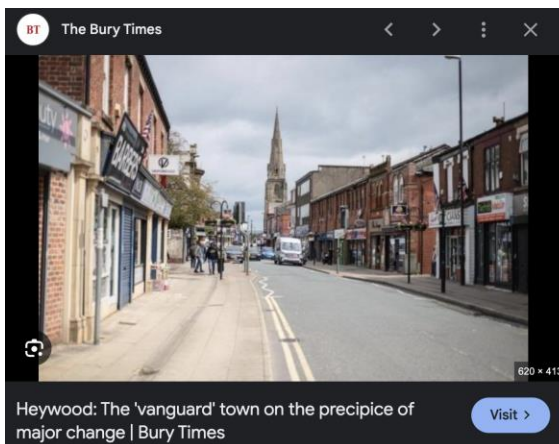 BT
The Bury Times
BARBERS
620 × 413
Heywood: The 'vanguard' town on the precipice of
major change | Bury Times
Visit >